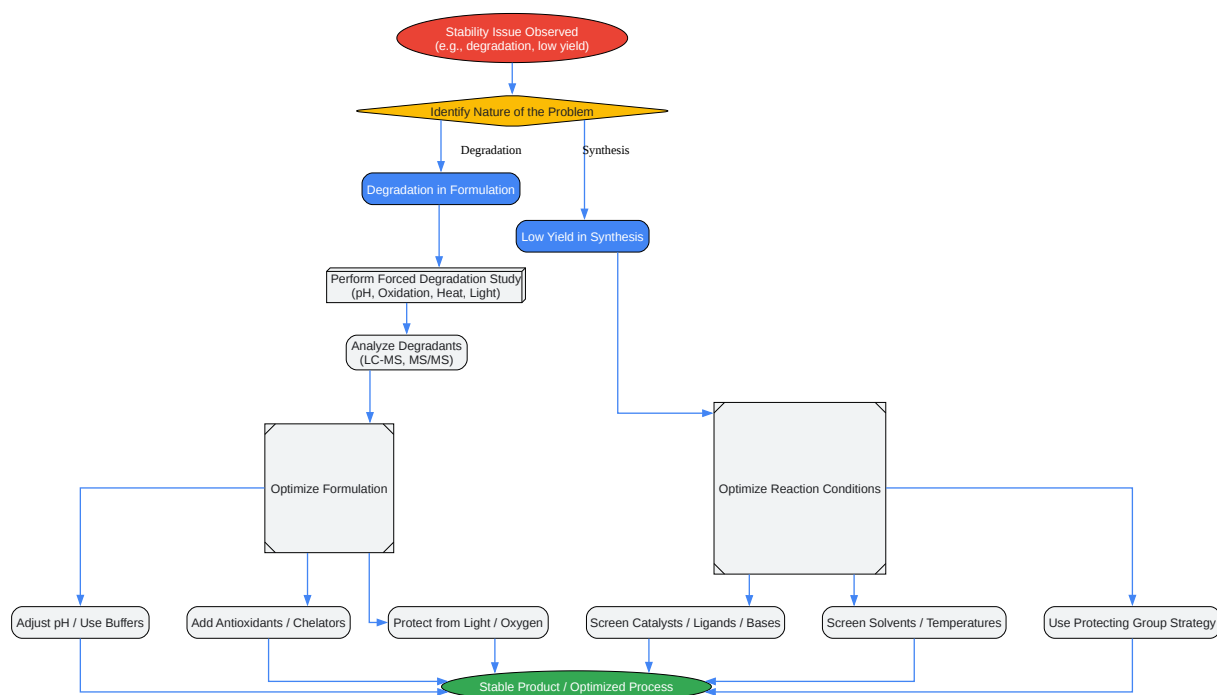 Stability Issue Observed
(e.g., degradation, low yield)
Identify Nature of the Problem
Degradation
Synthesis
Degradation in Formulation
Low Yield in Synthesis
Perform Forced Degradation Study
(pH, Oxidation, Heat, Light)
Analyze Degradants
(LC-MS, MS/MS)
Optimize Formulation
Optimize Reaction Conditions
Adjust pH / Use Buffers
Add Antioxidants / Chelators
Protect from Light / Oxygen
Screen Catalysts / Ligands / Bases
Screen Solvents / Temperatures
Use Protecting Group Strategy
Stable Product / Optimized Process